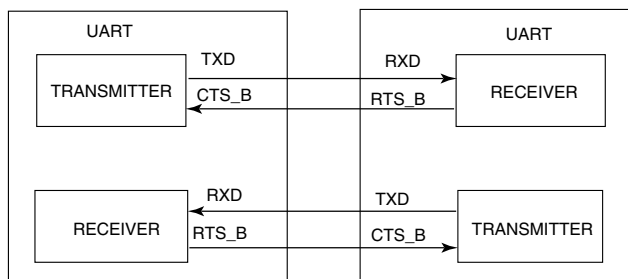 UART UART
TXD RXD
TRANSMITTER CTS_B RTS_B RECEIVER
RXD TXD
RECEIVER RTS_B CTS_B TRANSMITTER